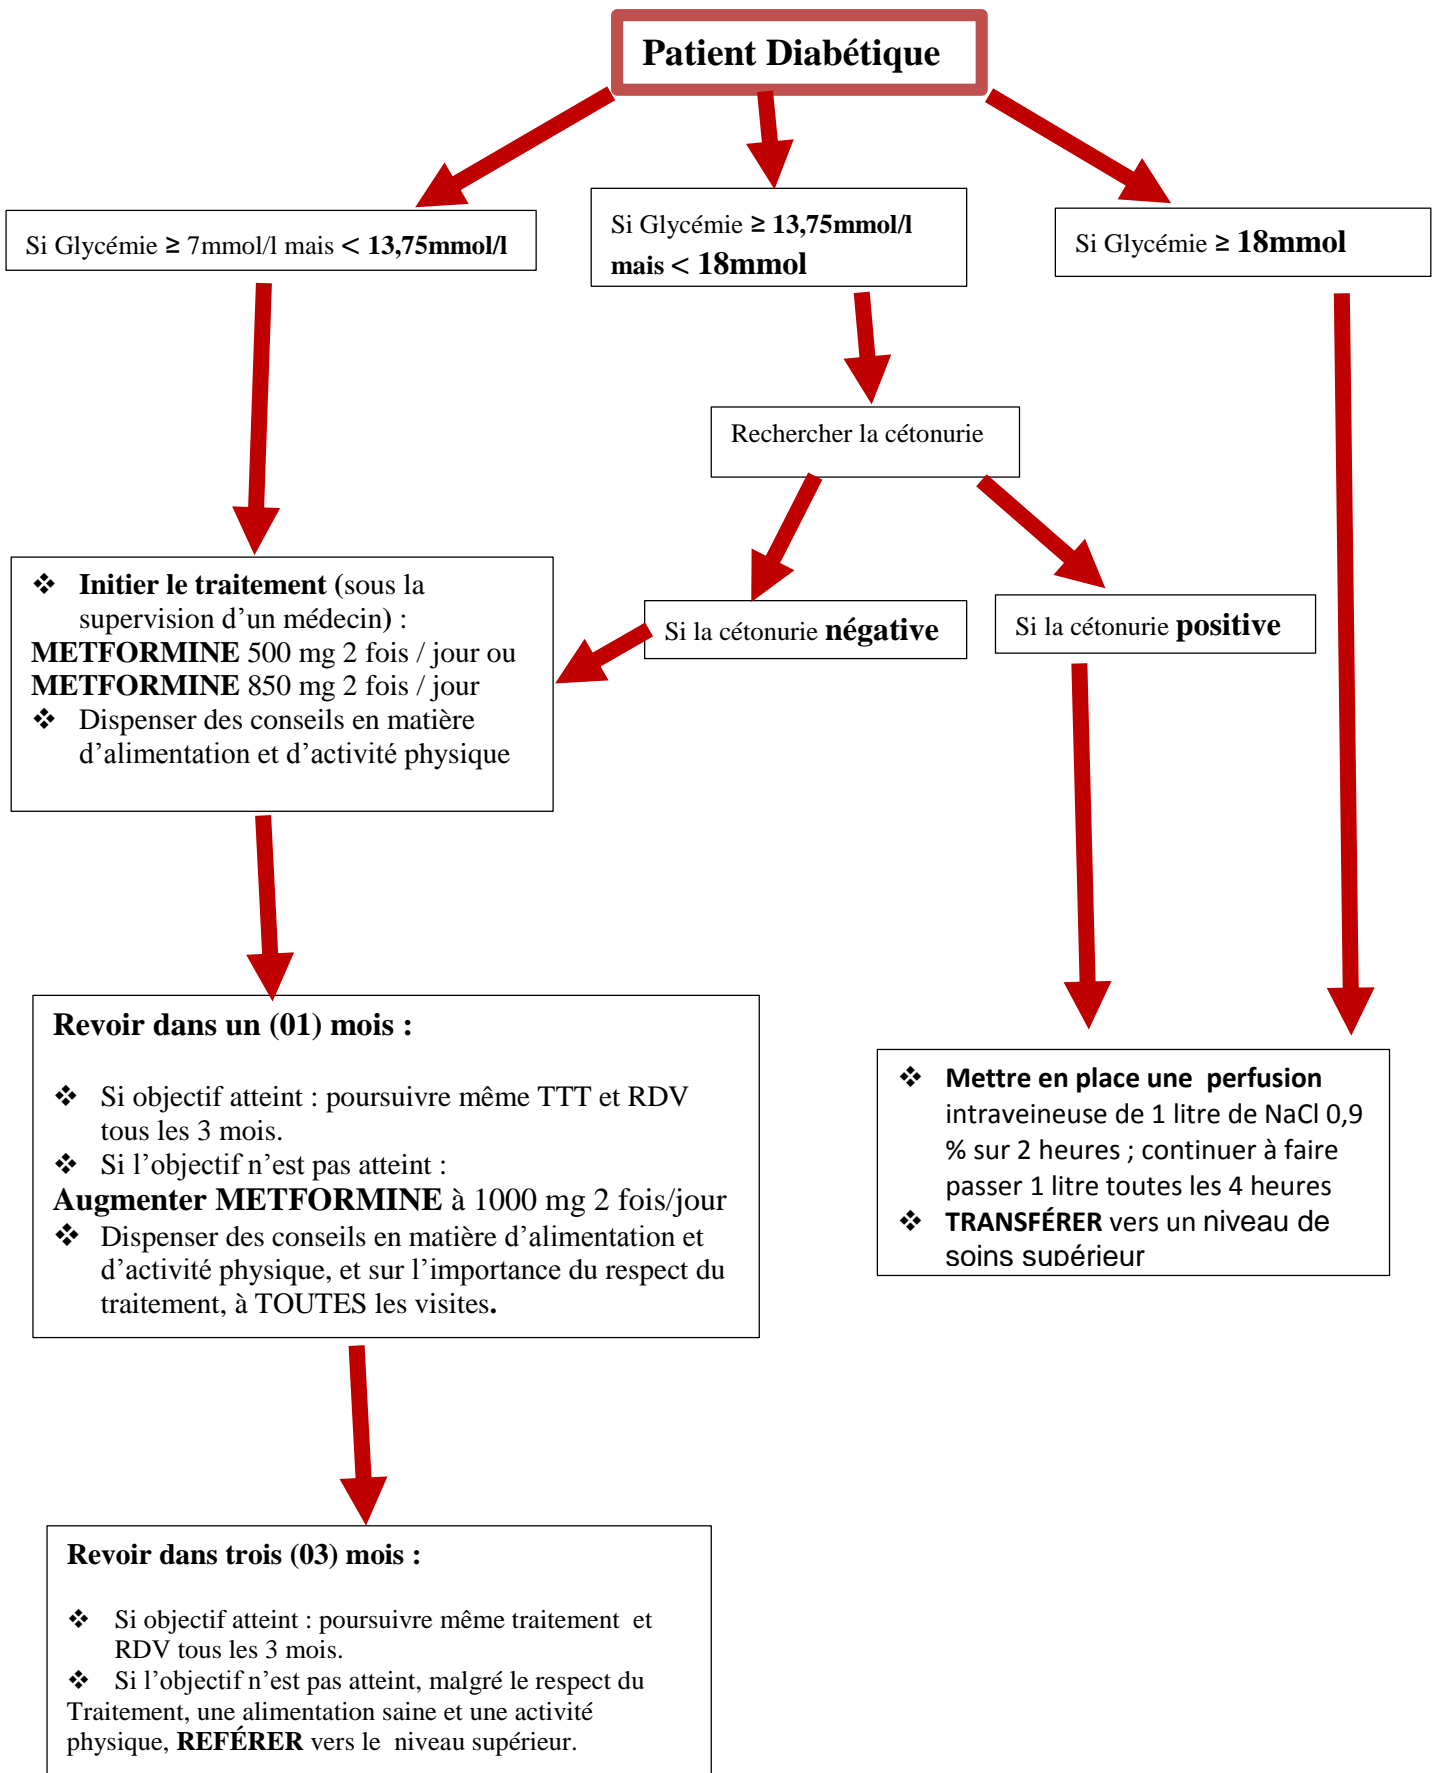 Patient Diabétique
Si Glycémie ≥ 7mmol/l mais < 13,75mmol/l
Si Glycémie ≥ 13,75mmol/l
mais < 18mmol
Si Glycémie ≥ 18mmol
Rechercher la cétonurie
Si la cétonurie négative
Si la cétonurie positive
❖ Initier le traitement (sous la
supervision d’un médecin) :
METFORMINE 500 mg 2 fois / jour ou
METFORMINE 850 mg 2 fois / jour
❖ Dispenser des conseils en matière
d’alimentation et d’activité physique
Revoir dans un (01) mois :
❖ Si objectif atteint : poursuivre même TTT et RDV
tous les 3 mois.
❖ Si l’objectif n’est pas atteint :
Augmenter METFORMINE à 1000 mg 2 fois/jour
❖ Dispenser des conseils en matière d’alimentation et
d’activité physique, et sur l’importance du respect du
traitement, à TOUTES les visites.
❖ Mettre en place une perfusion
intraveineuse de 1 litre de NaCl 0,9
% sur 2 heures ; continuer à faire
passer 1 litre toutes les 4 heures
❖ TRANSFÉRER vers un niveau de
soins supérieur
Revoir dans trois (03) mois :
❖ Si objectif atteint : poursuivre même traitement et
RDV tous les 3 mois.
❖ Si l’objectif n’est pas atteint, malgré le respect du
Traitement, une alimentation saine et une activité
physique, REFÉRER vers le niveau supérieur.